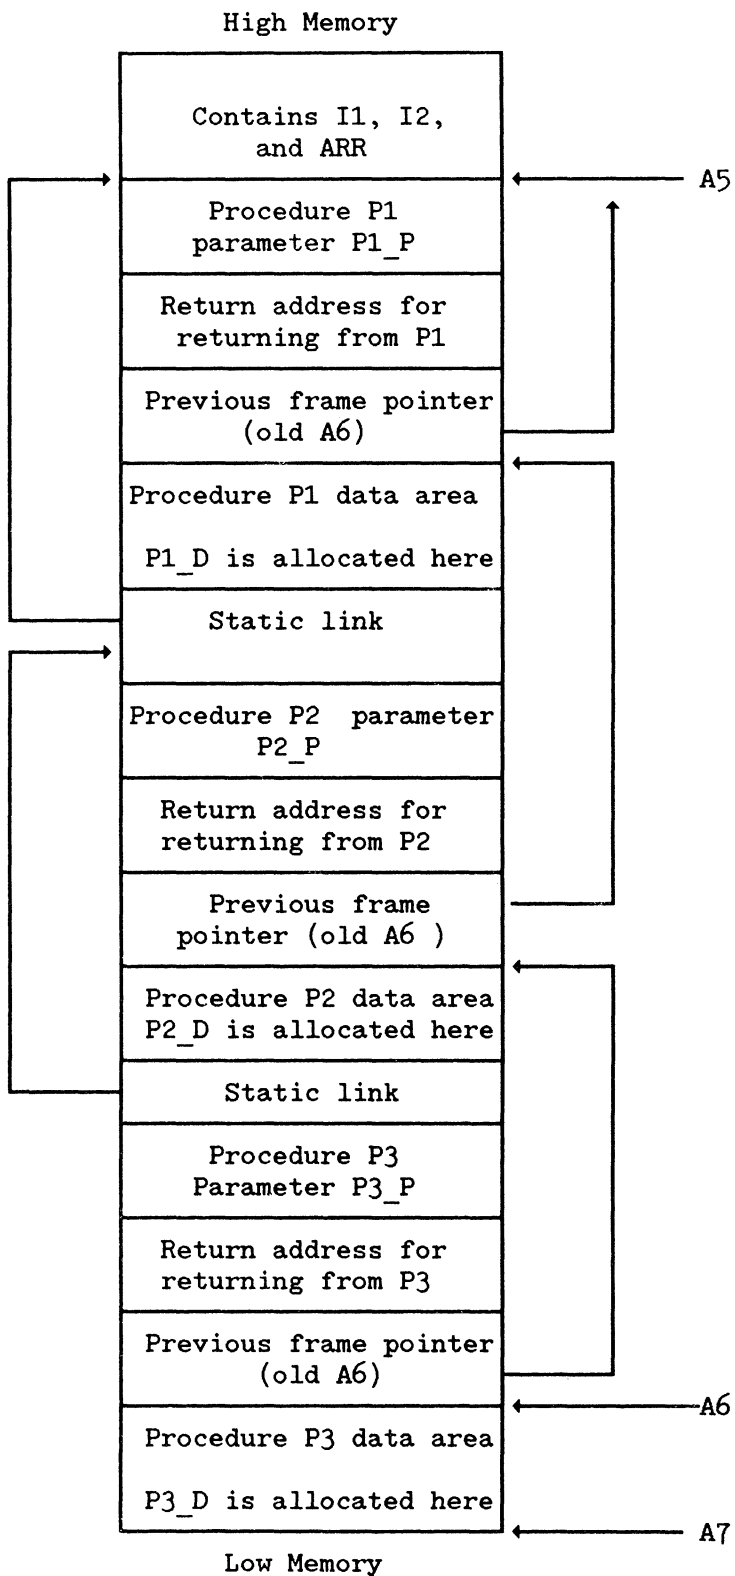 High Memory
Contains I1, I2,
and ARR
A5
Procedure P1
parameter P1_P
Return address for
returning from P1
Previous frame pointer
(old A6)
Procedure P1 data area
P1_D is allocated here
Static link
Procedure P2 parameter
P2_P
Return address for
returning from P2
Previous frame
pointer (old A6 )
Procedure P2 data area
P2_D is allocated here
Static link
Procedure P3
Parameter P3_P
Return address for
returning from P3
Previous frame pointer
(old A6)
A6
Procedure P3 data area
P3_D is allocated here
A7
Low Memory